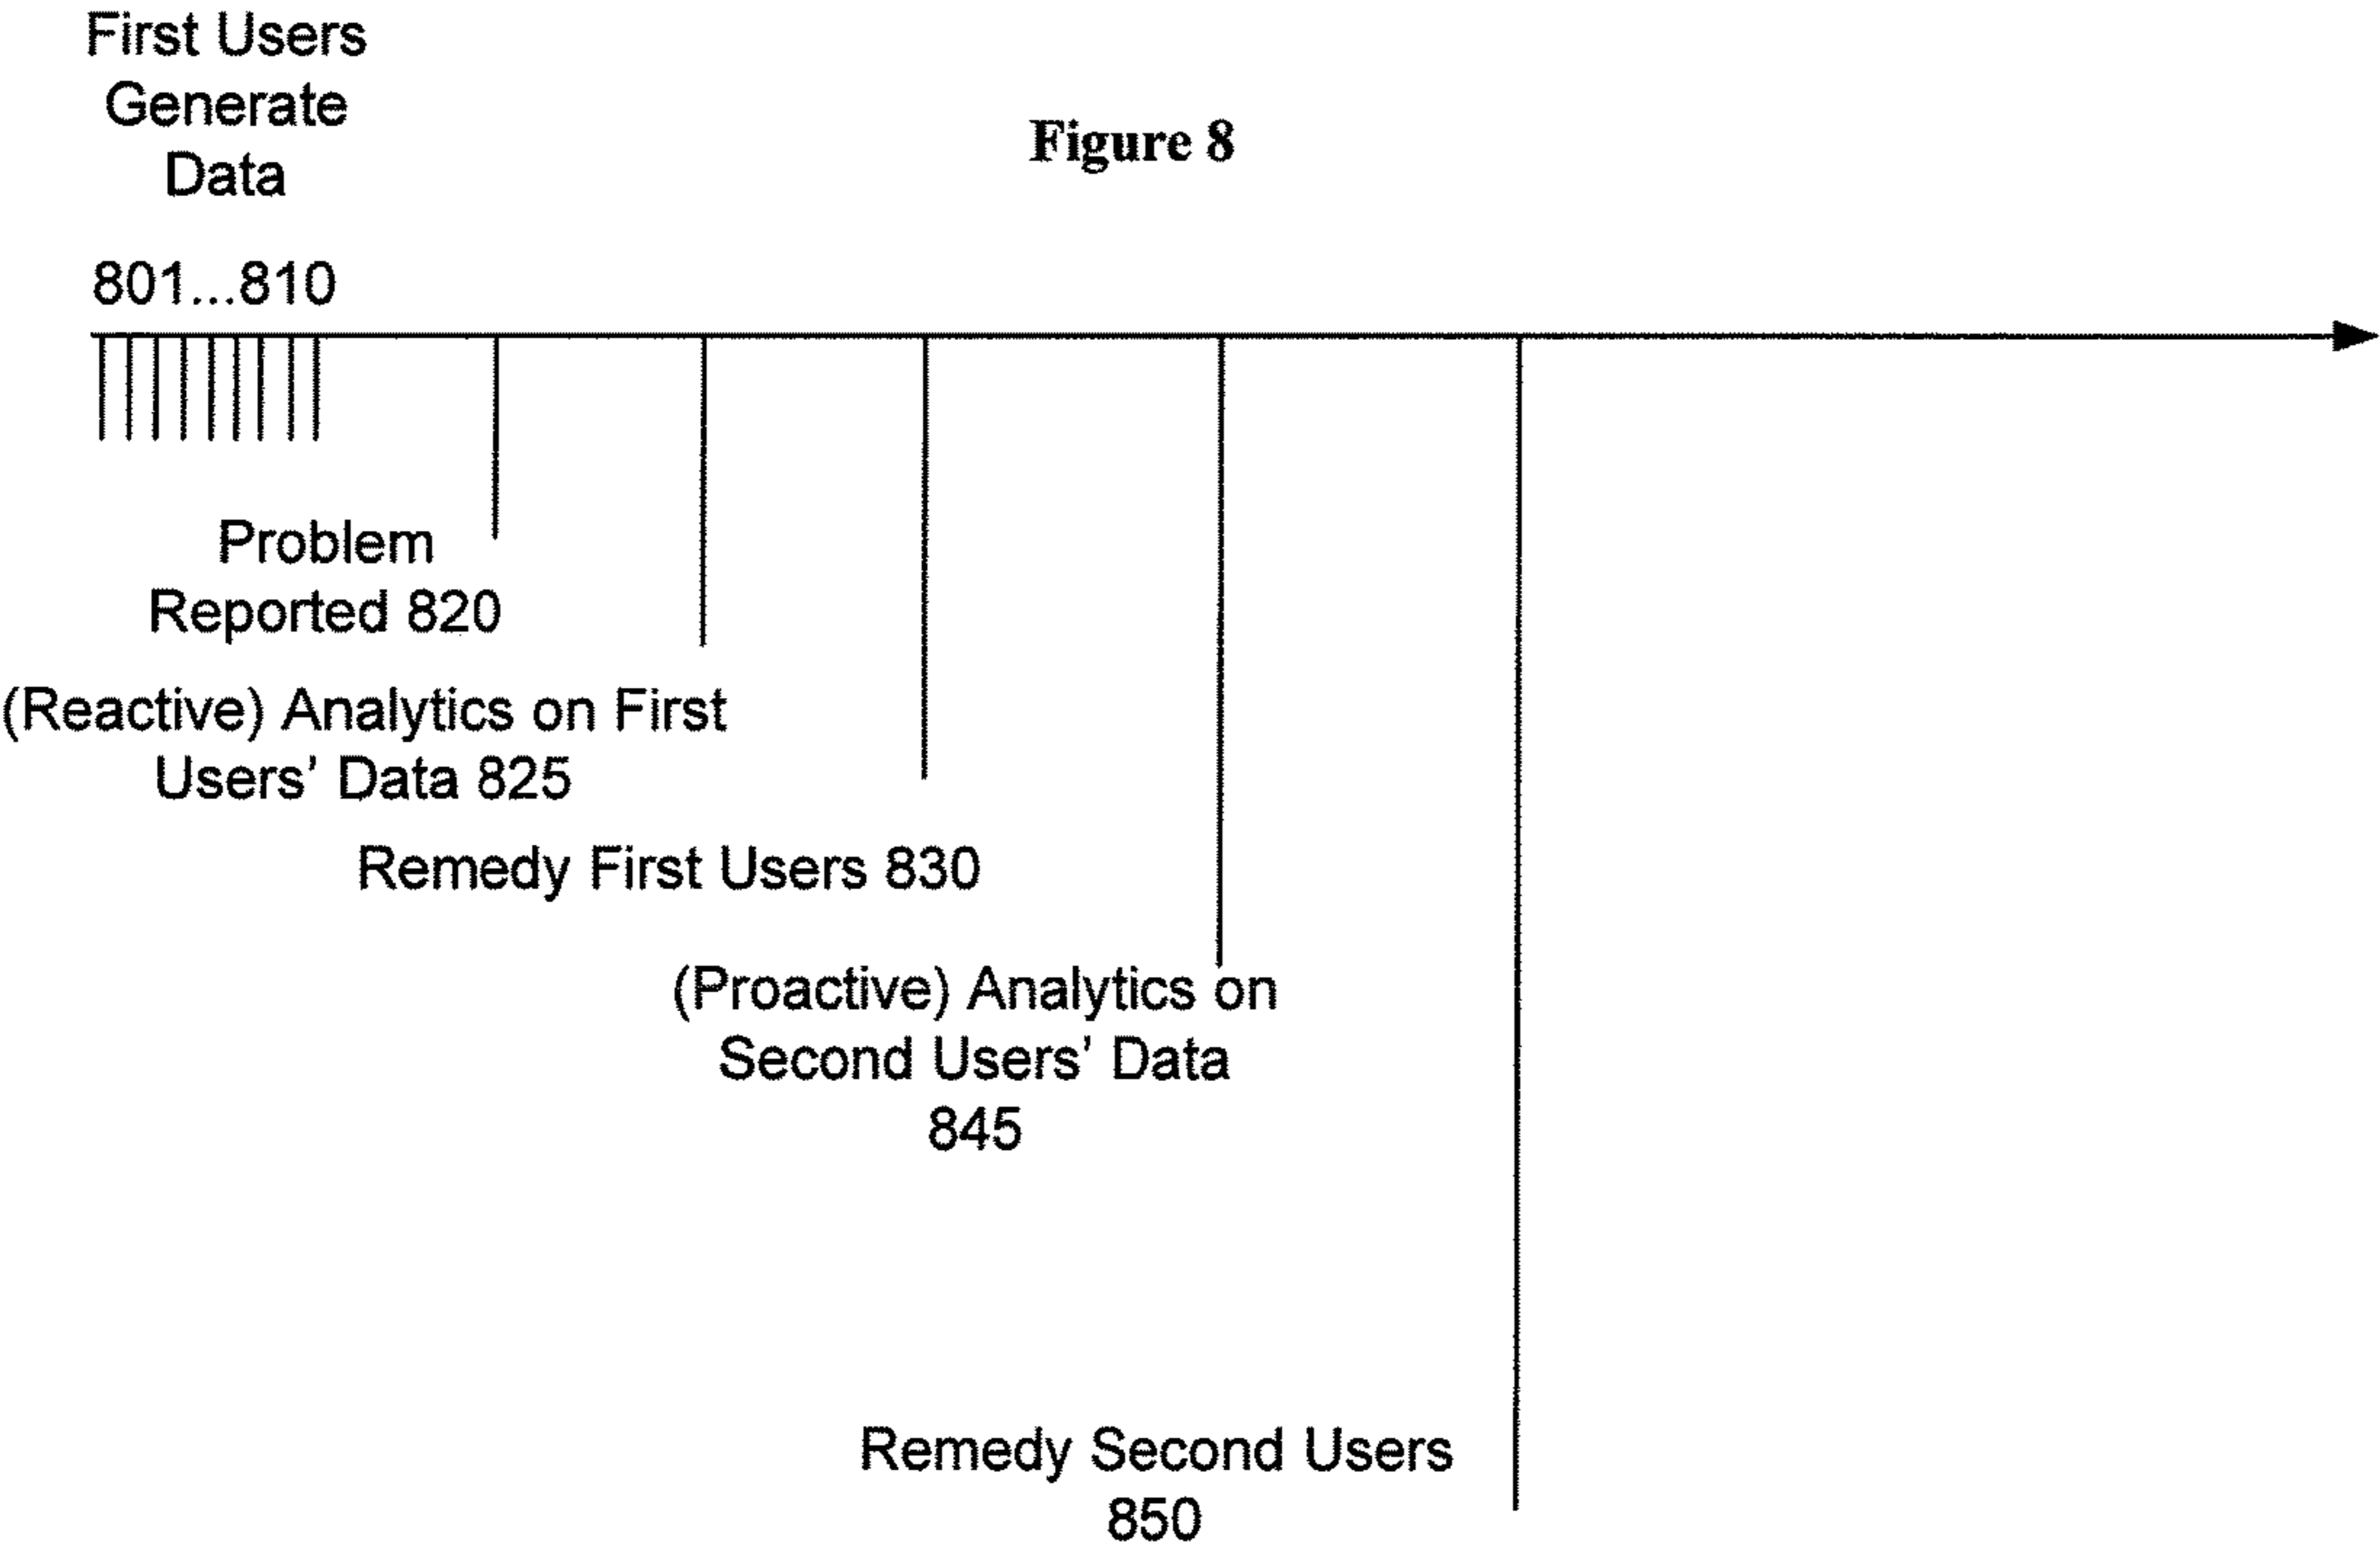 First Users
Generate
Data
Figure 8
801...810
Problem
Reported 820
(Reactive) Analytics on First
Users’ Data 825
Remedy First Users 830
(Proactive) Analytics on
Second Users’ Data
845
Remedy Second Users
850